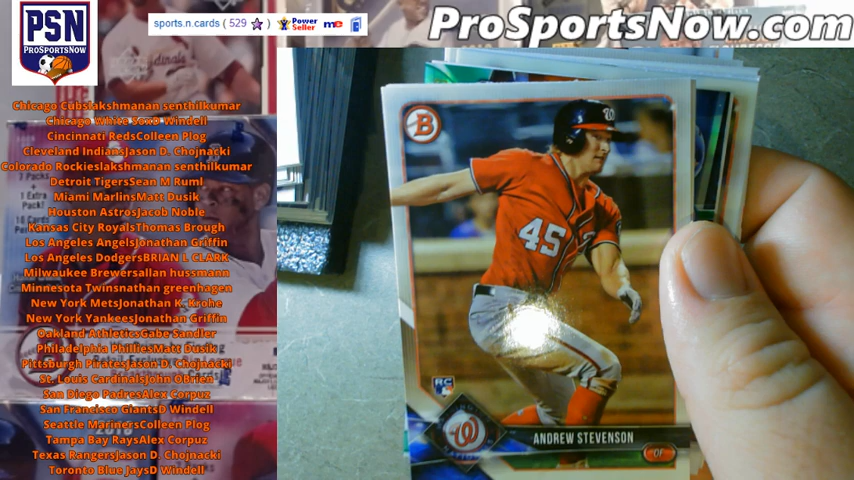 PSN
ProSportsNow
sports.n.cards ( 529 ) Power Seller me
ProSportsNow.com
Chicago Cubslakshmanan senthilkumar
Chicago White SoxD Windell
Cincinnati RedsColleen Plog
Cleveland IndiansJason D. Chojnacki
Colorado Rockieslakshmanan senthilkumar
Detroit TigersSean M Ruml
Miami MarlinsMatt Dusik
Houston AstrosJacob Noble
Kansas City RoyalsThomas Brough
Los Angeles AngelsJonathan Griffin
Los Angeles DodgersBRIAN L CLARK
Milwaukee Brewersallan hussmann
Minnesota Twinsnathan greenhagen
New York MetsJonathan K. Krohe
New York YankeesJonathan Griffin
Oakland AthleticsGabe Sandler
Philadelphia PhilliesMatt Dusik
Pittsburgh PiratesJason D. Chojnacki
St. Louis CardinalsJohn OBrien
San Diego PadresAlex Corpuz
San Francisco GiantsD Windell
Seattle MarinersColleen Plog
Tampa Bay RaysAlex Corpuz
Texas RangersJason D. Chojnacki
Toronto Blue JaysD Windell
B
W
45
RC
W
ANDREW STEVENSON
OF